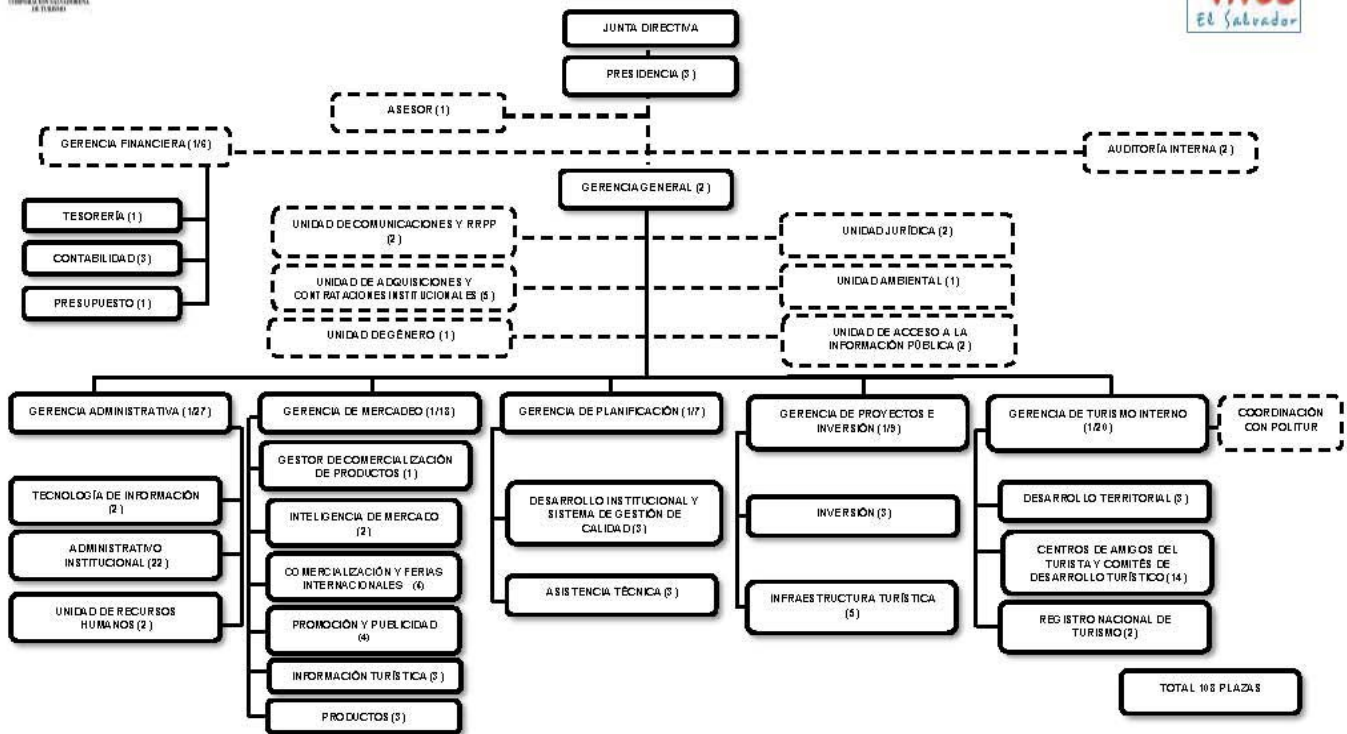 CORPORACIÓN SALVADOREÑA
DE TURISMO
El Salvador
JUNTA DIRECTIVA
PRESIDENCIA (3)
ASESOR (1)
GERENCIA FINANCIERA (1/6)
AUDITORÍA INTERNA (2)
GERENCIA GENERAL (2)
TESORERÍA (1)
CONTABILIDAD (3)
PRESUPUESTO (1)
UNIDAD DE COMUNICACIONES Y RRPP
(2)
UNIDAD JURÍDICA (2)
UNIDAD DE ADQUISICIONES Y
CONTRATACIONES INSTITUCIONALES (5)
UNIDAD AMBIENTAL (1)
UNIDAD DE GÉNERO (1)
UNIDAD DE ACCESO A LA
INFORMACIÓN PÚBLICA (2)
GERENCIA ADMINISTRATIVA (1/27)
TECNOLOGÍA DE INFORMACIÓN
(2)
ADMINISTRATIVO
INSTITUCIONAL (22)
UNIDAD DE RECURSOS
HUMANOS (2)
GERENCIA DE MERCADEO (1/18)
GESTOR DE COMERCIALIZACIÓN
DE PRODUCTOS (1)
INTELIGENCIA DE MERCADO
(2)
COMERCIALIZACIÓN Y FERIAS
INTERNACIONALES (4)
PROMOCIÓN Y PUBLICIDAD
(4)
INFORMACIÓN TURÍSTICA (3)
PRODUCTOS (3)
GERENCIA DE PLANIFICACIÓN (1/7)
DESARROLLO INSTITUCIONAL Y
SISTEMA DE GESTIÓN DE
CALIDAD (3)
ASISTENCIA TÉCNICA (3)
GERENCIA DE PROYECTOS E
INVERSIÓN (1/9)
INVERSIÓN (3)
INFRAESTRUCTURA TURÍSTICA
(5)
GERENCIA DE TURISMO INTERNO
(1/20)
COORDINACIÓN
CON POLITUR
DESARROLLO TERRITORIAL (3)
CENTROS DE AMIGOS DEL
TURISTA Y COMITÉS DE
DESARROLLO TURÍSTICO (14)
REGISTRO NACIONAL DE
TURISMO (2)
TOTAL 108 PLAZAS